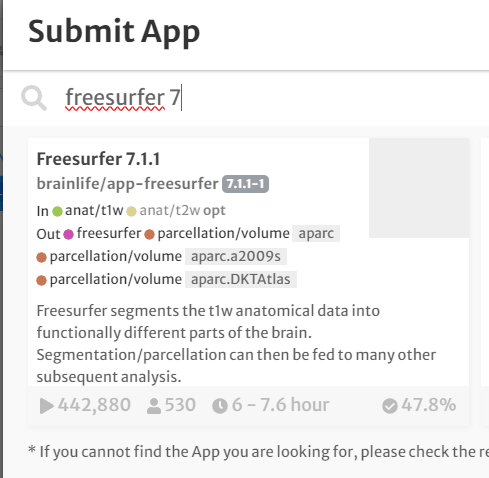 Submit App
freesurfer 7
Freesurfer 7.1.1
brainlife/app-freesurfer 7.1.1-1
In anat/t1w anat/t2w opt
Out freesurfer parcellation/volume aparc
parcellation/volume aparc.a2009s
parcellation/volume aparc.DKTAtlas
Freesurfer segments the t1w anatomical data into
functionally different parts of the brain.
Segmentation/parcellation can then be fed to many other
subsequent analysis.
442,880 530 6 - 7.6 hour 47.8%
* If you cannot find the App you are looking for, please check the